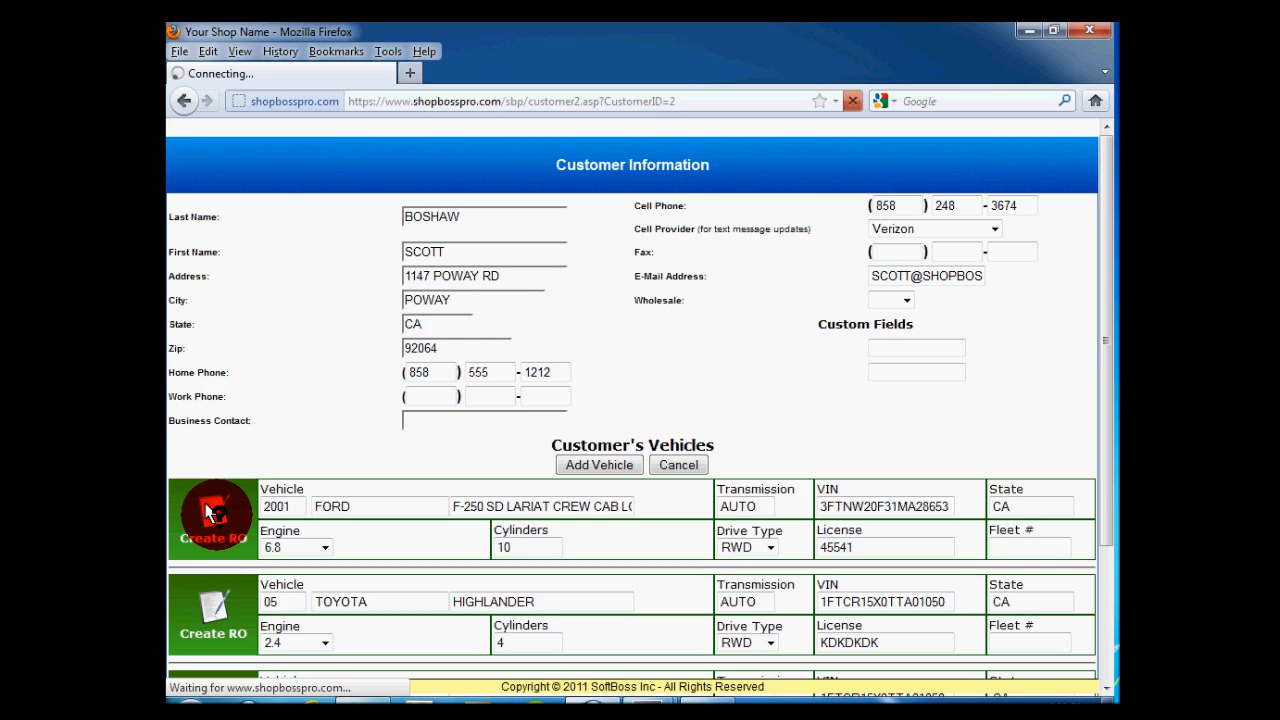 Your Shop Name - Mozilla Firefox
File Edit View History Bookmarks Tools Help
Connecting...
shopbosspro.com https://www.shopbosspro.com/sbp/customer2.asp?CustomerID=2 Google
Customer Information
Last Name: BOSHAW
First Name: SCOTT
Address: 1147 POWAY RD
City: POWAY
State: CA
Zip: 92064
Home Phone: (858) 555 - 1212
Work Phone: ( ) -
Business Contact:
Cell Phone: (858) 248 - 3674
Cell Provider (for text message updates) Verizon
Fax: ( ) -
E-Mail Address: SCOTT@SHOPBOS
Wholesale:
Custom Fields
Customer's Vehicles
Add Vehicle Cancel
Create RO
Vehicle Transmission VIN State
2001 FORD F-250 SD LARIAT CREW CAB AUTO 3FTNW20F31MA28653 CA
Engine Cylinders Drive Type License Fleet #
6.8 10 RWD 45541
Create RO
Vehicle Transmission VIN State
05 TOYOTA HIGHLANDER AUTO 1FTCR15X0TTA01050 CA
Engine Cylinders Drive Type License Fleet #
2.4 4 RWD KDKDKDK
Waiting for www.shopbosspro.com...
Copyright © 2011 SoftBoss Inc - All Rights Reserved